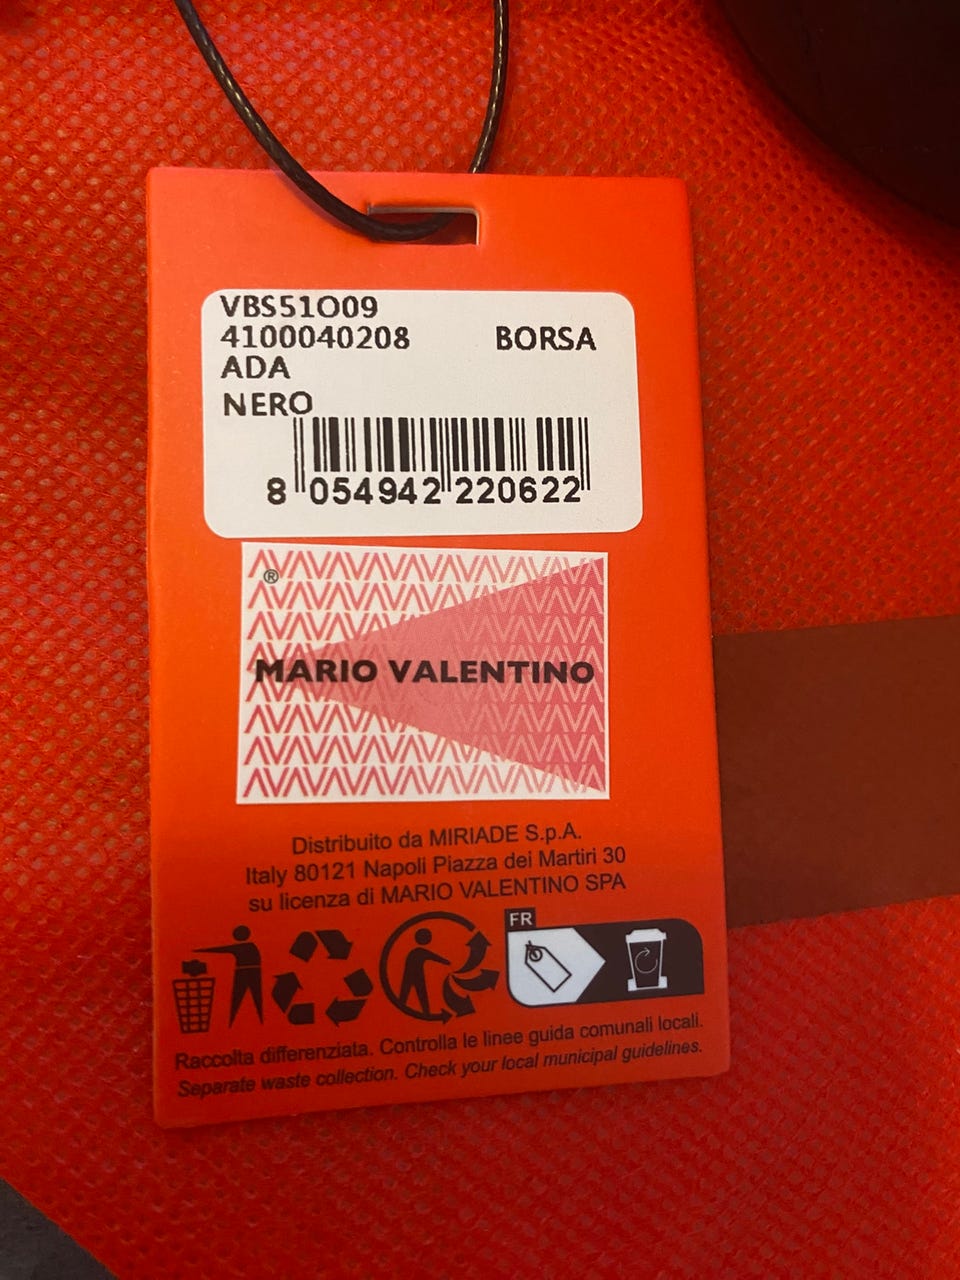 VBS51O09
4100040208 BORSA
ADA
NERO
8 054942 220622
®
MARIO VALENTINO
Distribuito da MIRIADE S.p.A.
Italy 80121 Napoli Piazza dei Martiri 30
su licenza di MARIO VALENTINO SPA
FR
Raccolta differenziata. Controlla le linee guida comunali locali.
Separate waste collection. Check your local municipal guidelines.